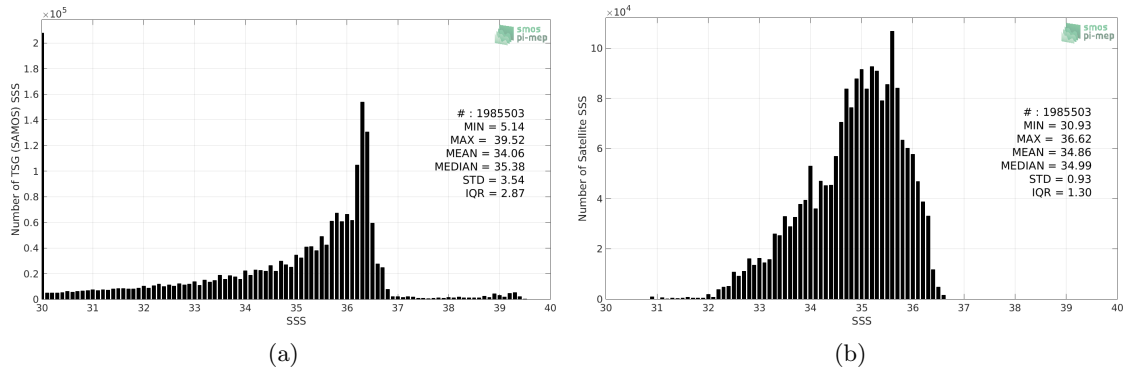 ×10^5
Number of TSG (SAMOS) SSS
2
1.8
1.6
1.4
1.2
1
0.8
0.6
0.4
0.2
0
30 31 32 33 34 35 36 37 38 39 40
SSS
smos
pi-mep
# : 1985503
MIN = 5.14
MAX = 39.52
MEAN = 34.06
MEDIAN = 35.38
STD = 3.54
IQR = 2.87
(a)
×10^4
Number of Satellite SSS
10
8
6
4
2
0
30 31 32 33 34 35 36 37 38 39 40
SSS
smos
pi-mep
# : 1985503
MIN = 30.93
MAX = 36.62
MEAN = 34.86
MEDIAN = 34.99
STD = 0.93
IQR = 1.30
(b)